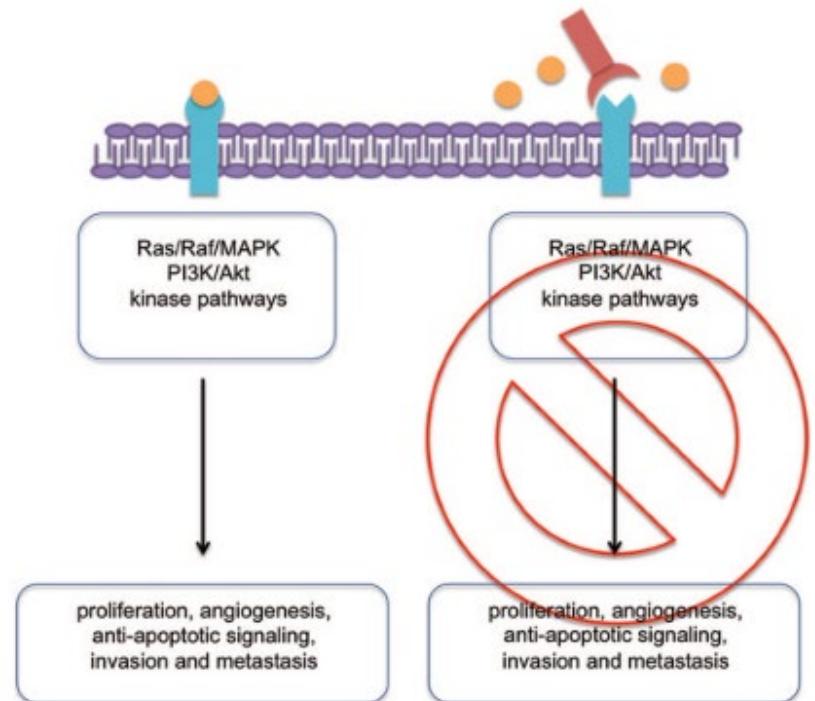 Ras/Raf/MAPK
PI3K/Akt
kinase pathways
proliferation, angiogenesis,
anti-apoptotic signaling,
invasion and metastasis
Ras/Raf/MAPK
PI3K/Akt
kinase pathways
proliferation, angiogenesis,
anti-apoptotic signaling,
invasion and metastasis